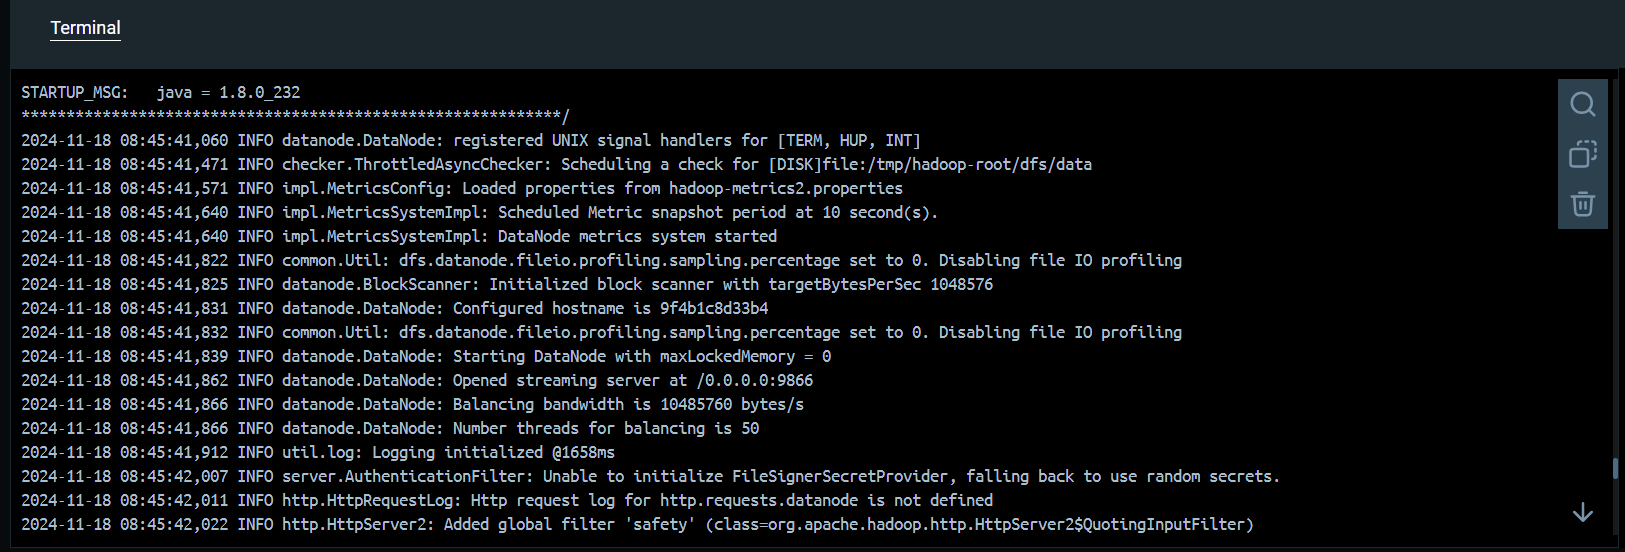 Terminal
STARTUP_MSG:   java = 1.8.0_232
************************************************************/
2024-11-18 08:45:41,060 INFO datanode.DataNode: registered UNIX signal handlers for [TERM, HUP, INT]
2024-11-18 08:45:41,471 INFO checker.ThrottledAsyncChecker: Scheduling a check for [DISK]file:/tmp/hadoop-root/dfs/data
2024-11-18 08:45:41,571 INFO impl.MetricsConfig: Loaded properties from hadoop-metrics2.properties
2024-11-18 08:45:41,640 INFO impl.MetricsSystemImpl: Scheduled Metric snapshot period at 10 second(s).
2024-11-18 08:45:41,640 INFO impl.MetricsSystemImpl: DataNode metrics system started
2024-11-18 08:45:41,822 INFO common.Util: dfs.datanode.fileio.profiling.sampling.percentage set to 0. Disabling file IO profiling
2024-11-18 08:45:41,825 INFO datanode.BlockScanner: Initialized block scanner with targetBytesPerSec 1048576
2024-11-18 08:45:41,831 INFO datanode.DataNode: Configured hostname is 9f4b1c8d33b4
2024-11-18 08:45:41,832 INFO common.Util: dfs.datanode.fileio.profiling.sampling.percentage set to 0. Disabling file IO profiling
2024-11-18 08:45:41,839 INFO datanode.DataNode: Starting DataNode with maxLockedMemory = 0
2024-11-18 08:45:41,862 INFO datanode.DataNode: Opened streaming server at /0.0.0.0:9866
2024-11-18 08:45:41,866 INFO datanode.DataNode: Balancing bandwidth is 10485760 bytes/s
2024-11-18 08:45:41,866 INFO datanode.DataNode: Number threads for balancing is 50
2024-11-18 08:45:41,912 INFO util.log: Logging initialized @1658ms
2024-11-18 08:45:42,007 INFO server.AuthenticationFilter: Unable to initialize FileSignerSecretProvider, falling back to use random secrets.
2024-11-18 08:45:42,011 INFO http.HttpRequestLog: Http request log for http.requests.datanode is not defined
2024-11-18 08:45:42,022 INFO http.HttpServer2: Added global filter 'safety' (class=org.apache.hadoop.http.HttpServer2$QuotingInputFilter)